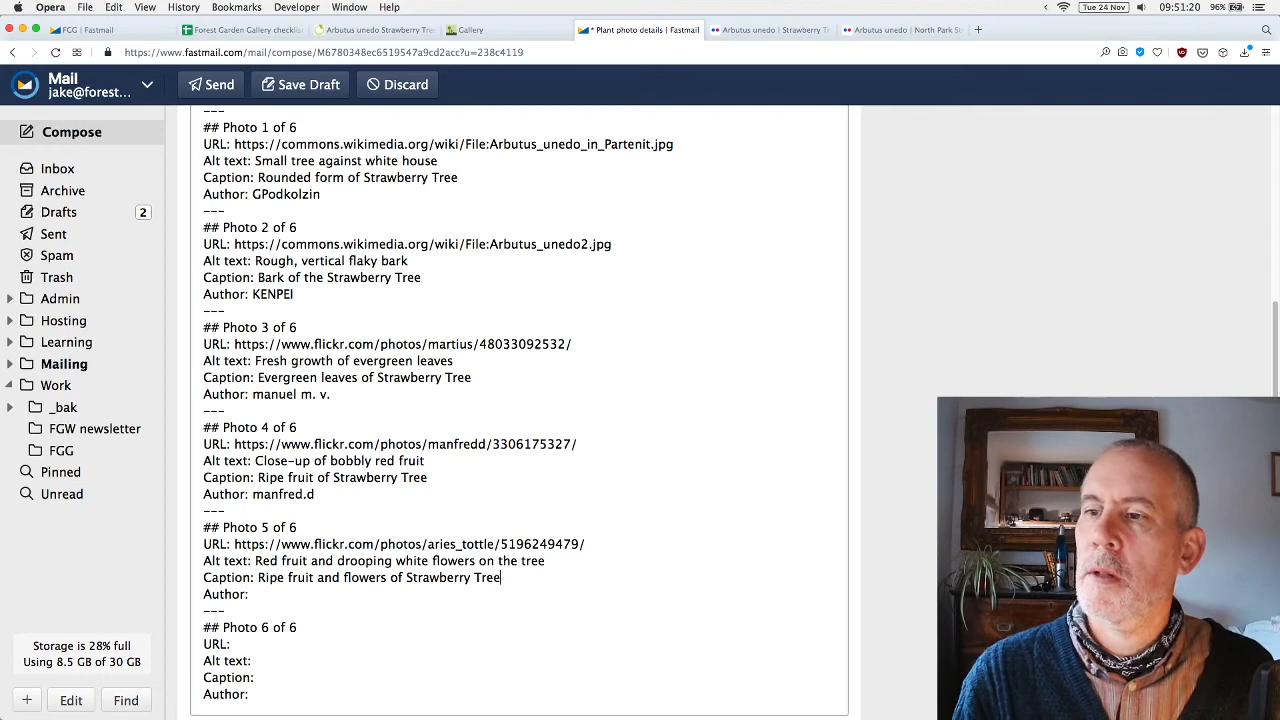 Opera File Edit View History Bookmarks Developer Window Help
Tue 24 Nov 09:51:20 96%
FGG | Fastmail Forest Garden Gallery checklis Arbutus unedo Strawberry Tree Gallery * Plant photo details | Fastmail Arbutus unedo | Strawberry Tr Arbutus unedo | North Park St
https://www.fastmail.com/mail/compose/M6780348ec6519547a9cd2acc?u=238c4119
Mail
jake@forest...
Send Save Draft Discard
Compose
Inbox
Archive
Drafts 2
Sent
Spam
Trash
Admin
Hosting
Learning
Mailing
Work
_bak
FGW newsletter
FGG
Pinned
Unread
Storage is 28% full
Using 8.5 GB of 30 GB
+ Edit Find
---
## Photo 1 of 6
URL: https://commons.wikimedia.org/wiki/File:Arbutus_unedo_in_Partenit.jpg
Alt text: Small tree against white house
Caption: Rounded form of Strawberry Tree
Author: GPodkolzin
---
## Photo 2 of 6
URL: https://commons.wikimedia.org/wiki/File:Arbutus_unedo2.jpg
Alt text: Rough, vertical flaky bark
Caption: Bark of the Strawberry Tree
Author: KENPEI
---
## Photo 3 of 6
URL: https://www.flickr.com/photos/martius/48033092532/
Alt text: Fresh growth of evergreen leaves
Caption: Evergreen leaves of Strawberry Tree
Author: manuel m. v.
---
## Photo 4 of 6
URL: https://www.flickr.com/photos/manfredd/3306175327/
Alt text: Close-up of bobbly red fruit
Caption: Ripe fruit of Strawberry Tree
Author: manfred.d
---
## Photo 5 of 6
URL: https://www.flickr.com/photos/aries_tottle/5196249479/
Alt text: Red fruit and drooping white flowers on the tree
Caption: Ripe fruit and flowers of Strawberry Tree
Author:
---
## Photo 6 of 6
URL:
Alt text:
Caption:
Author: